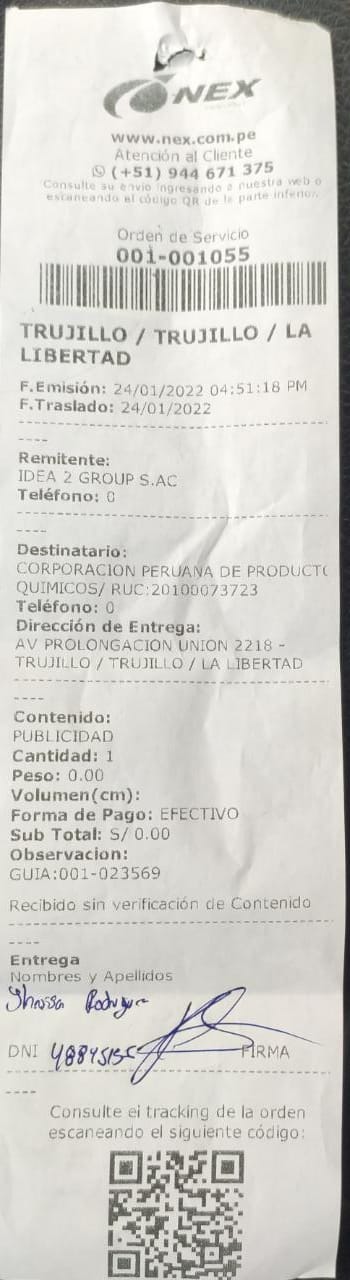 NEX
www.nex.com.pe
Atención al Cliente
(+51) 944 671 375
Consulte su envio ingresando a nuestra web o
escaneando el código QR de la parte inferior.
Orden de Servicio
001-001055
TRUJILLO / TRUJILLO / LA
LIBERTAD
F.Emisión: 24/01/2022 04:51:18 PM
F.Traslado: 24/01/2022
----
Remitente:
IDEA 2 GROUP S.AC
Teléfono: 0
----
Destinatario:
CORPORACION PERUANA DE PRODUCTO
QUIMICOS/ RUC:20100073723
Teléfono: 0
Dirección de Entrega:
AV PROLONGACION UNION 2218 -
TRUJILLO / TRUJILLO / LA LIBERTAD
----
Contenido:
PUBLICIDAD
Cantidad: 1
Peso: 0.00
Volumen(cm):
Forma de Pago: EFECTIVO
Sub Total: S/ 0.00
Observacion:
GUIA:001-023569
Recibido sin verificación de Contenido
----
Entrega
Nombres y Apellidos
DNI FIRMA
----
Consulte el tracking de la orden
escaneando el siguiente código: